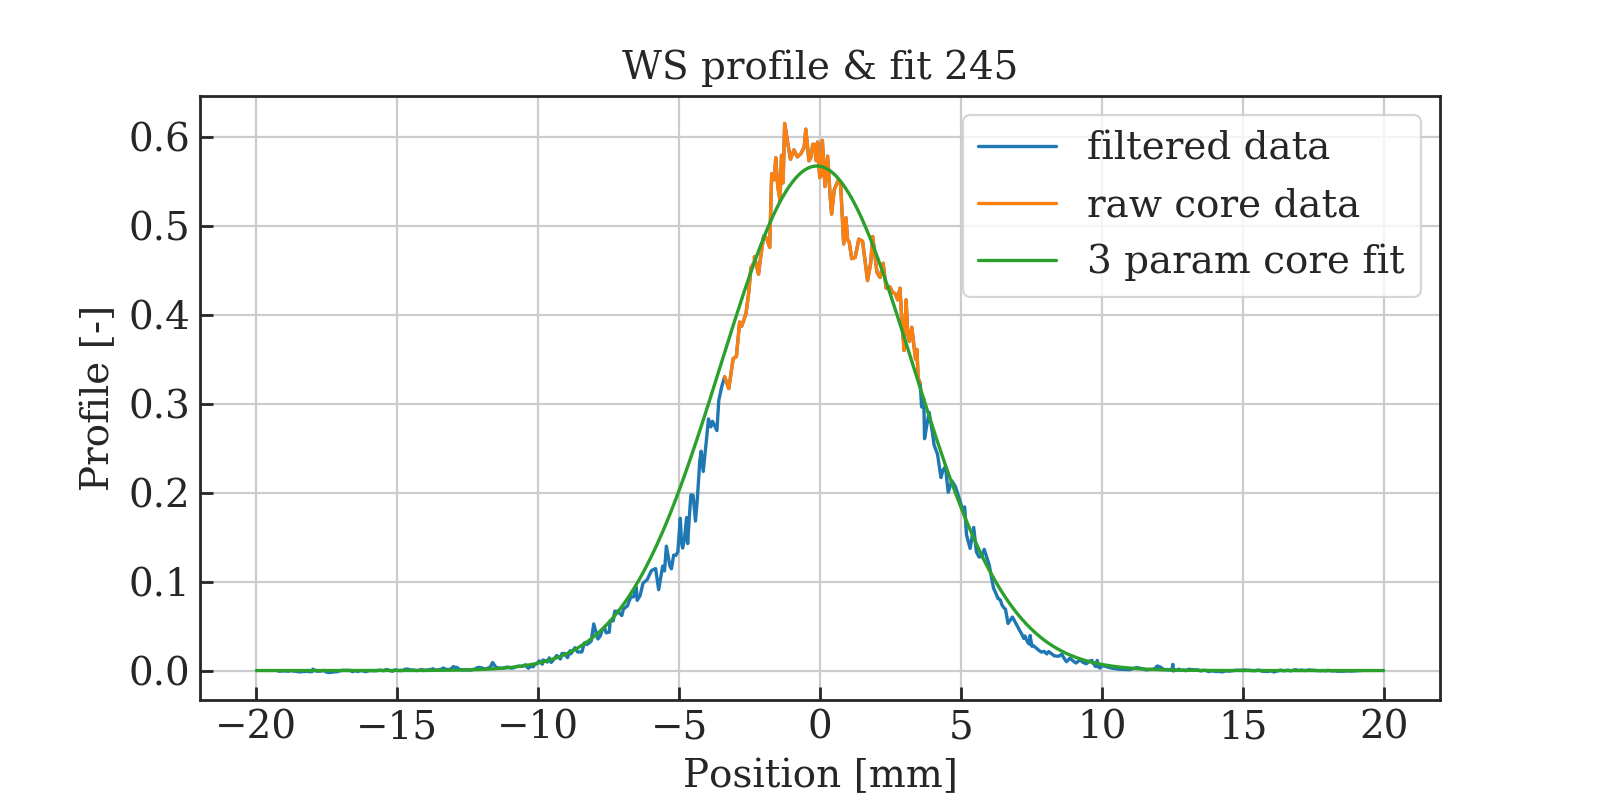 WS profile & fit 245
filtered data
raw core data
3 param core fit
0.6
0.5
0.4
0.3
0.2
0.1
0.0
Profile [-]
−20 −15 −10 −5 0 5 10 15 20
Position [mm]